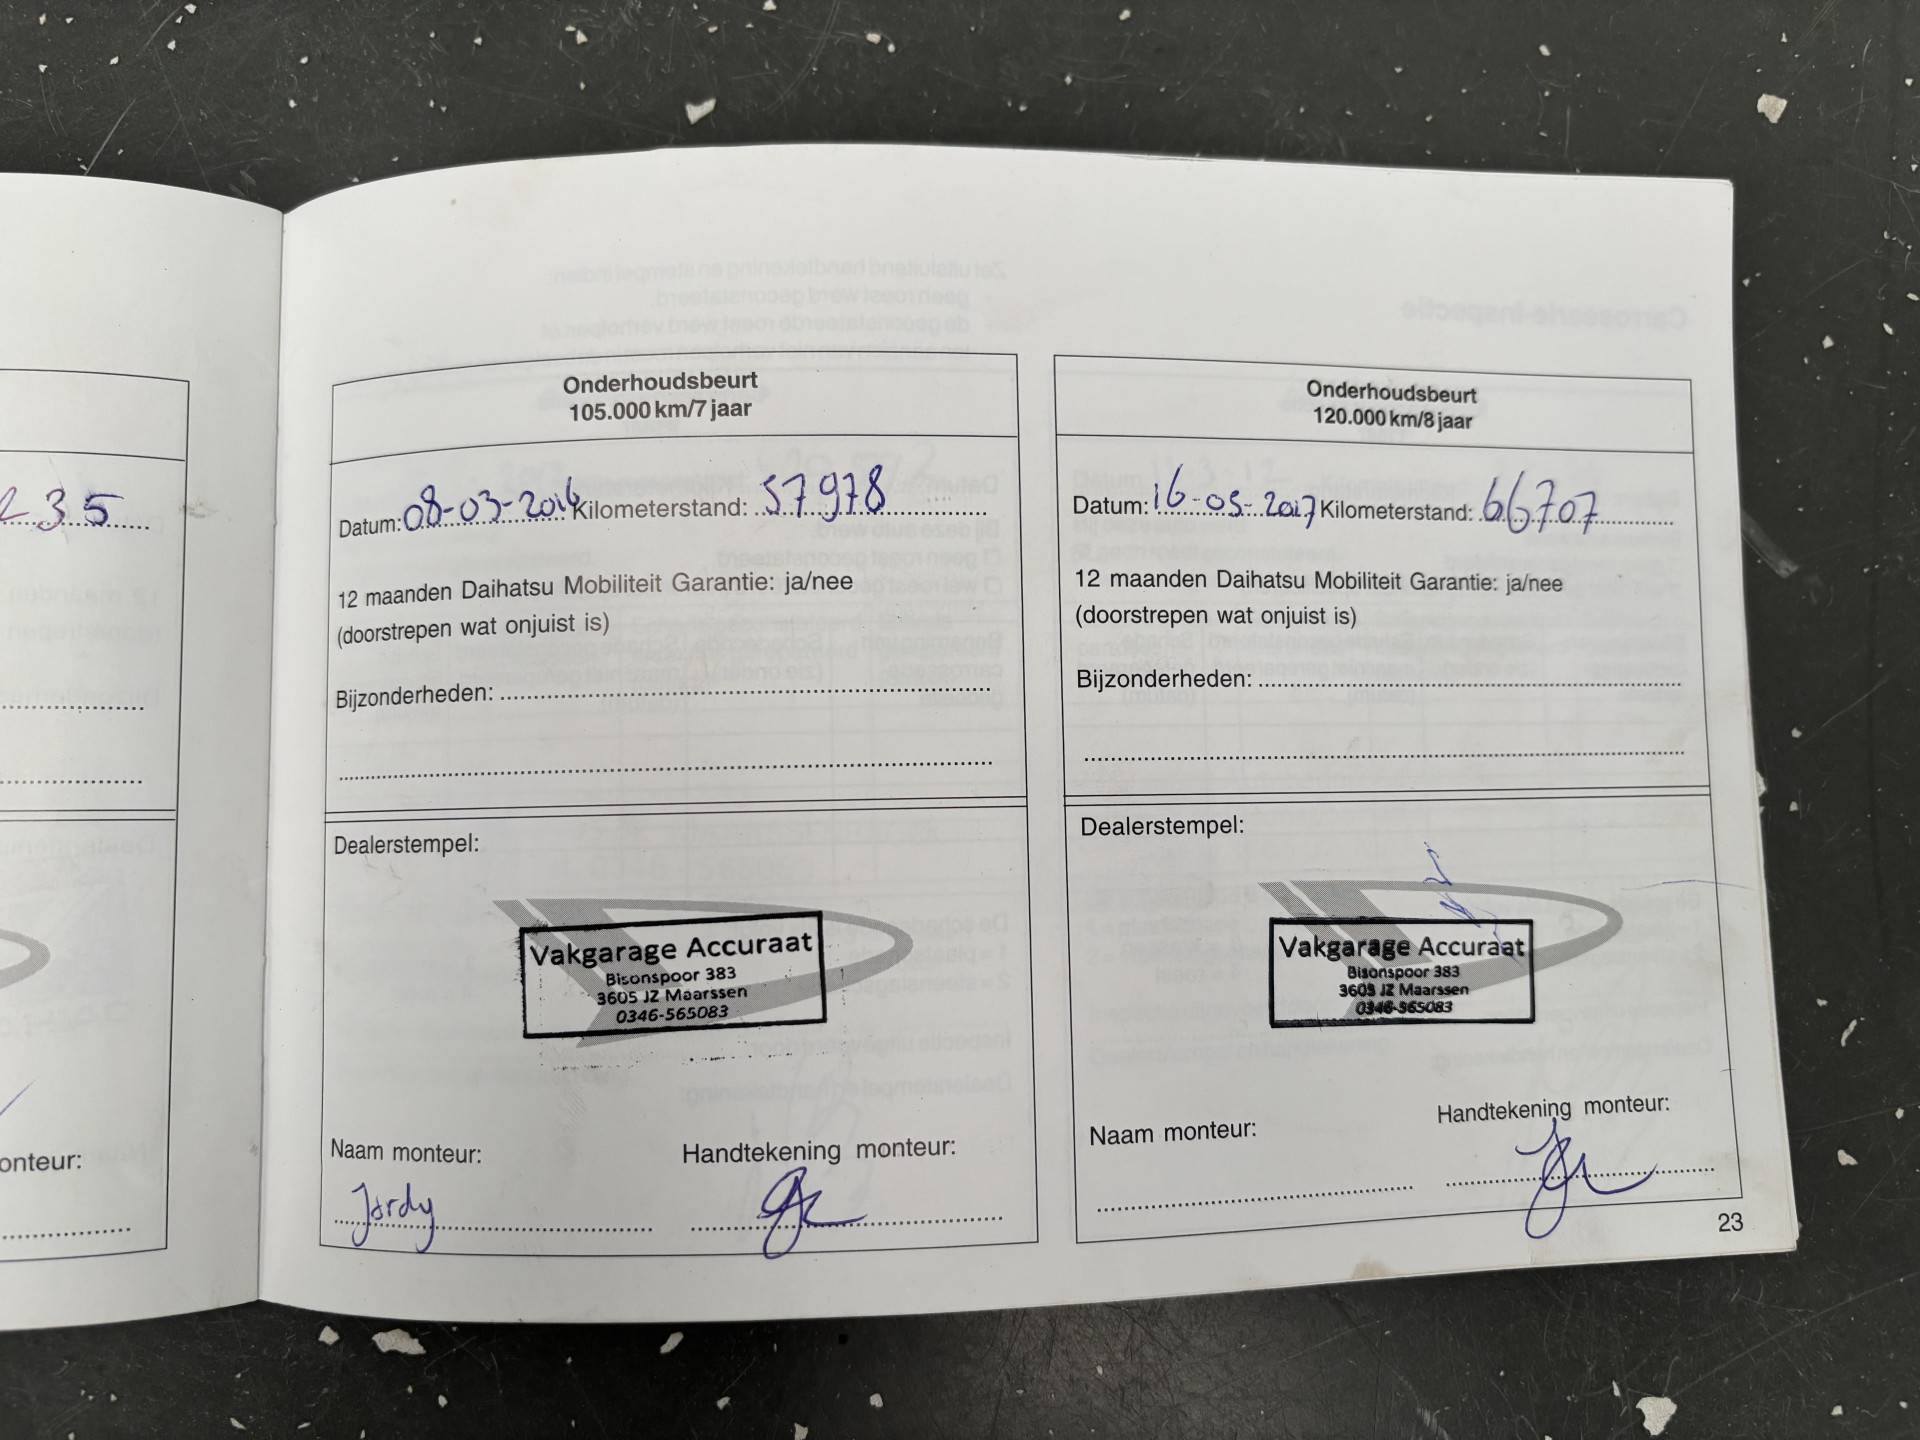 235
onteur:
Onderhoudsbeurt
105.000 km/7 jaar
Datum: 08-03-2016 Kilometerstand: 57978
12 maanden Daihatsu Mobiliteit Garantie: ja/nee
(doorstrepen wat onjuist is)
Bijzonderheden:
Dealerstempel:
Vakgarage Accuraat
Bisonspoor 383
3605 JZ Maarssen
0346-565083
Naam monteur: Handtekening monteur:
Jordy
Onderhoudsbeurt
120.000 km/8 jaar
Datum: 16-05-2017 Kilometerstand: 66707
12 maanden Daihatsu Mobiliteit Garantie: ja/nee
(doorstrepen wat onjuist is)
Bijzonderheden:
Dealerstempel:
Vakgarage Accuraat
Bisonspoor 383
3605 JZ Maarssen
0346-565083
Naam monteur: Handtekening monteur:
23